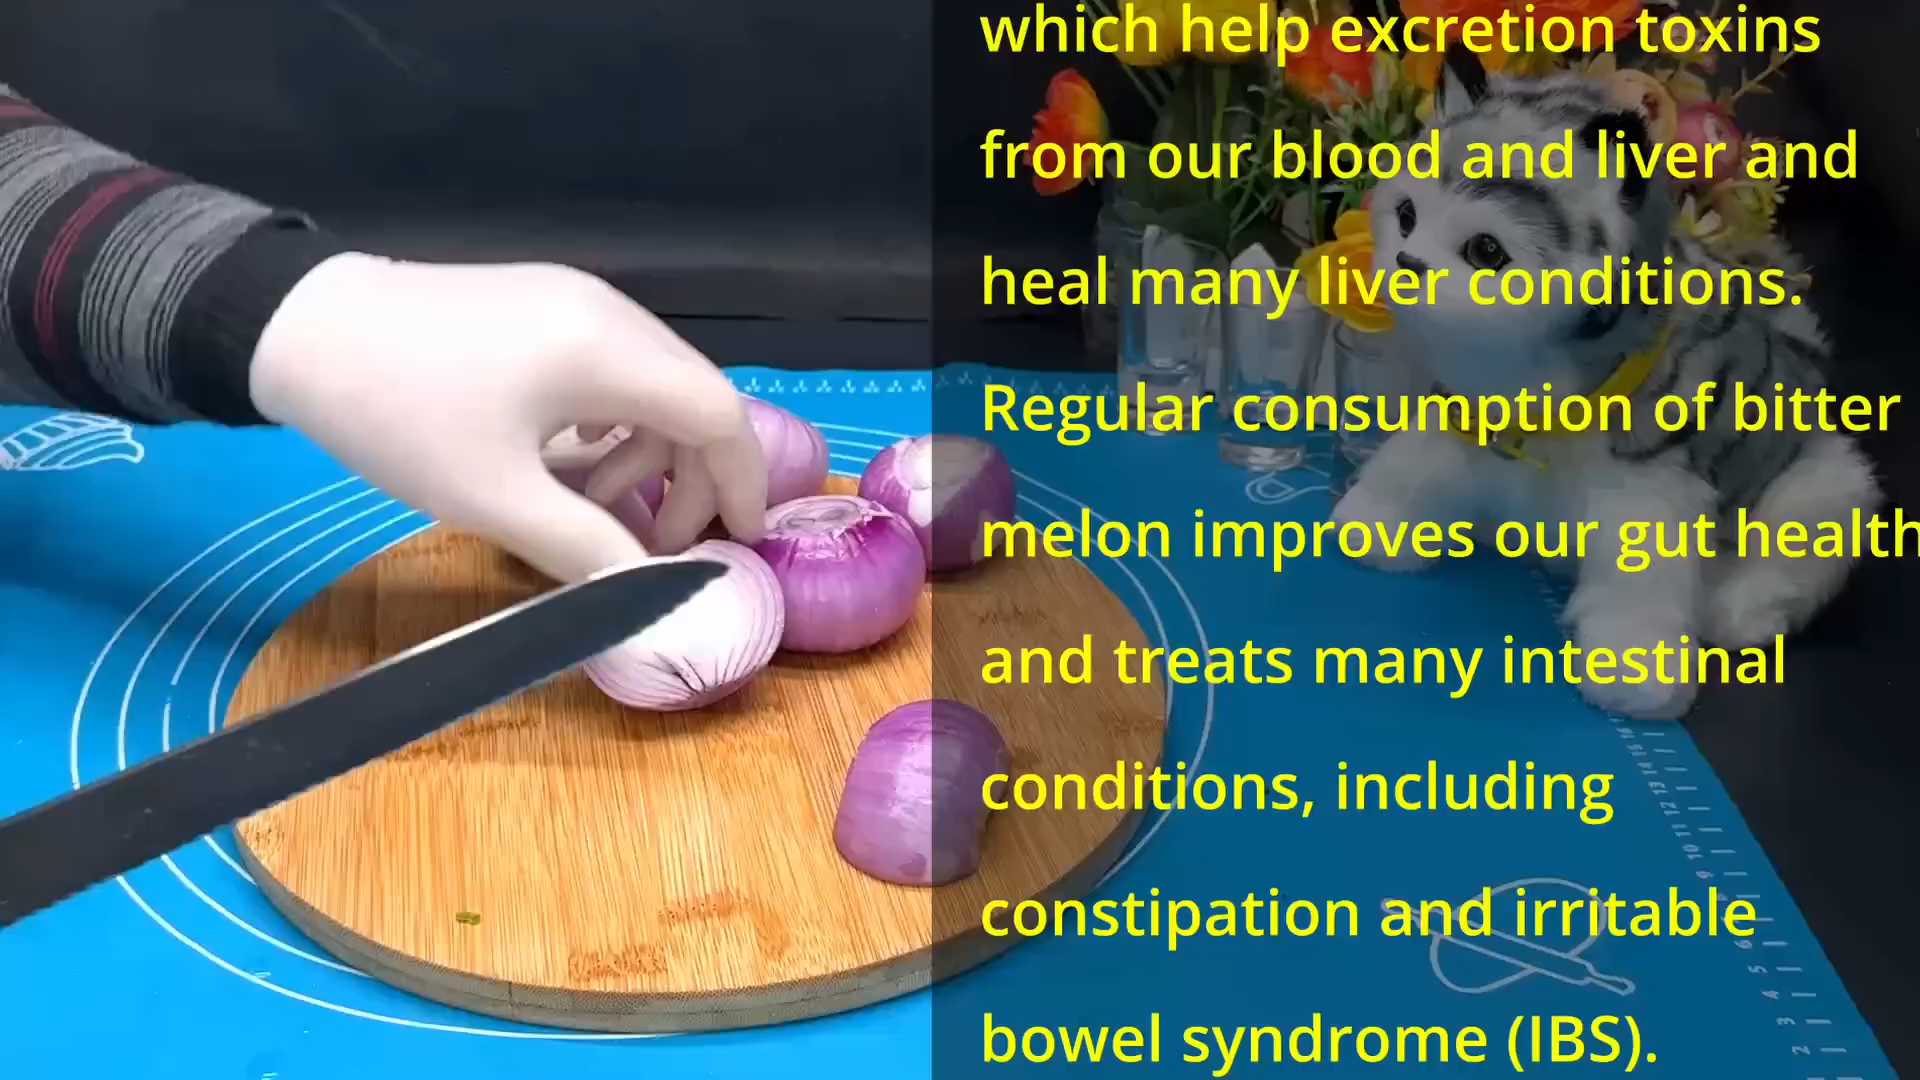 which help excretion toxins
from our blood and liver and
heal many liver conditions.
Regular consumption of bitter
melon improves our gut health
and treats many intestinal
conditions, including
constipation and irritable
bowel syndrome (IBS).